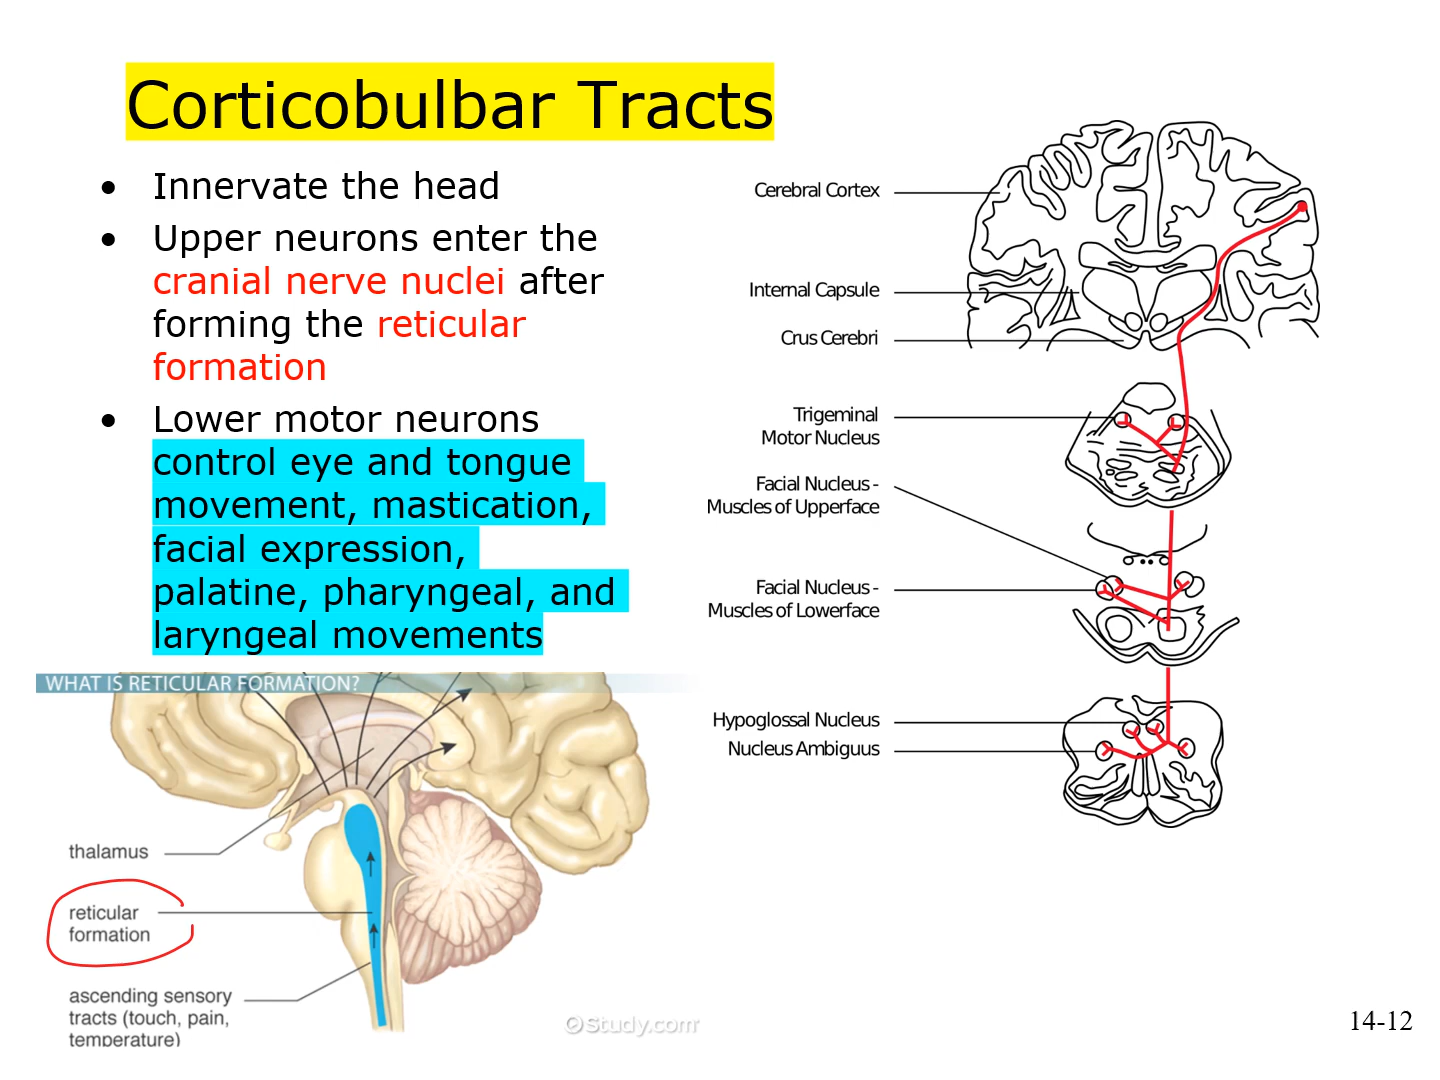 Corticobulbar Tracts
• Innervate the head
• Upper neurons enter the
cranial nerve nuclei after
forming the reticular
formation
• Lower motor neurons
control eye and tongue
movement, mastication,
facial expression,
palatine, pharyngeal, and
laryngeal movements
Cerebral Cortex
Internal Capsule
Crus Cerebri
Trigeminal
Motor Nucleus
Facial Nucleus -
Muscles of Upperface
Facial Nucleus -
Muscles of Lowerface
Hypoglossal Nucleus
Nucleus Ambiguus
WHAT IS RETICULAR FORMATION?
thalamus
reticular
formation
ascending sensory
tracts (touch, pain,
temperature)
Study.com
14-12